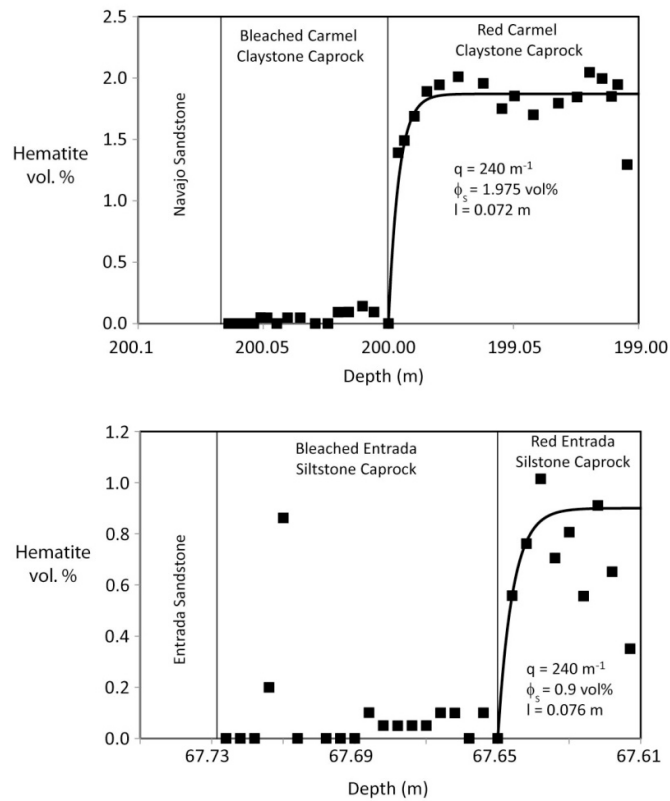 2.5
2.0
1.5
1.0
0.5
0.0
Hematite
vol. %
Navajo Sandstone
Bleached Carmel
Claystone Caprock
Red Carmel
Claystone Caprock
q = 240 m⁻¹
ϕs = 1.975 vol%
l = 0.072 m
200.1 200.05 200.00 199.05 199.00
Depth (m)
1.2
1.0
0.8
0.6
0.4
0.2
0.0
Hematite
vol. %
Entrada Sandstone
Bleached Entrada
Siltstone Caprock
Red Entrada
Silstone Caprock
q = 240 m⁻¹
ϕs = 0.9 vol%
l = 0.076 m
67.73 67.69 67.65 67.61
Depth (m)